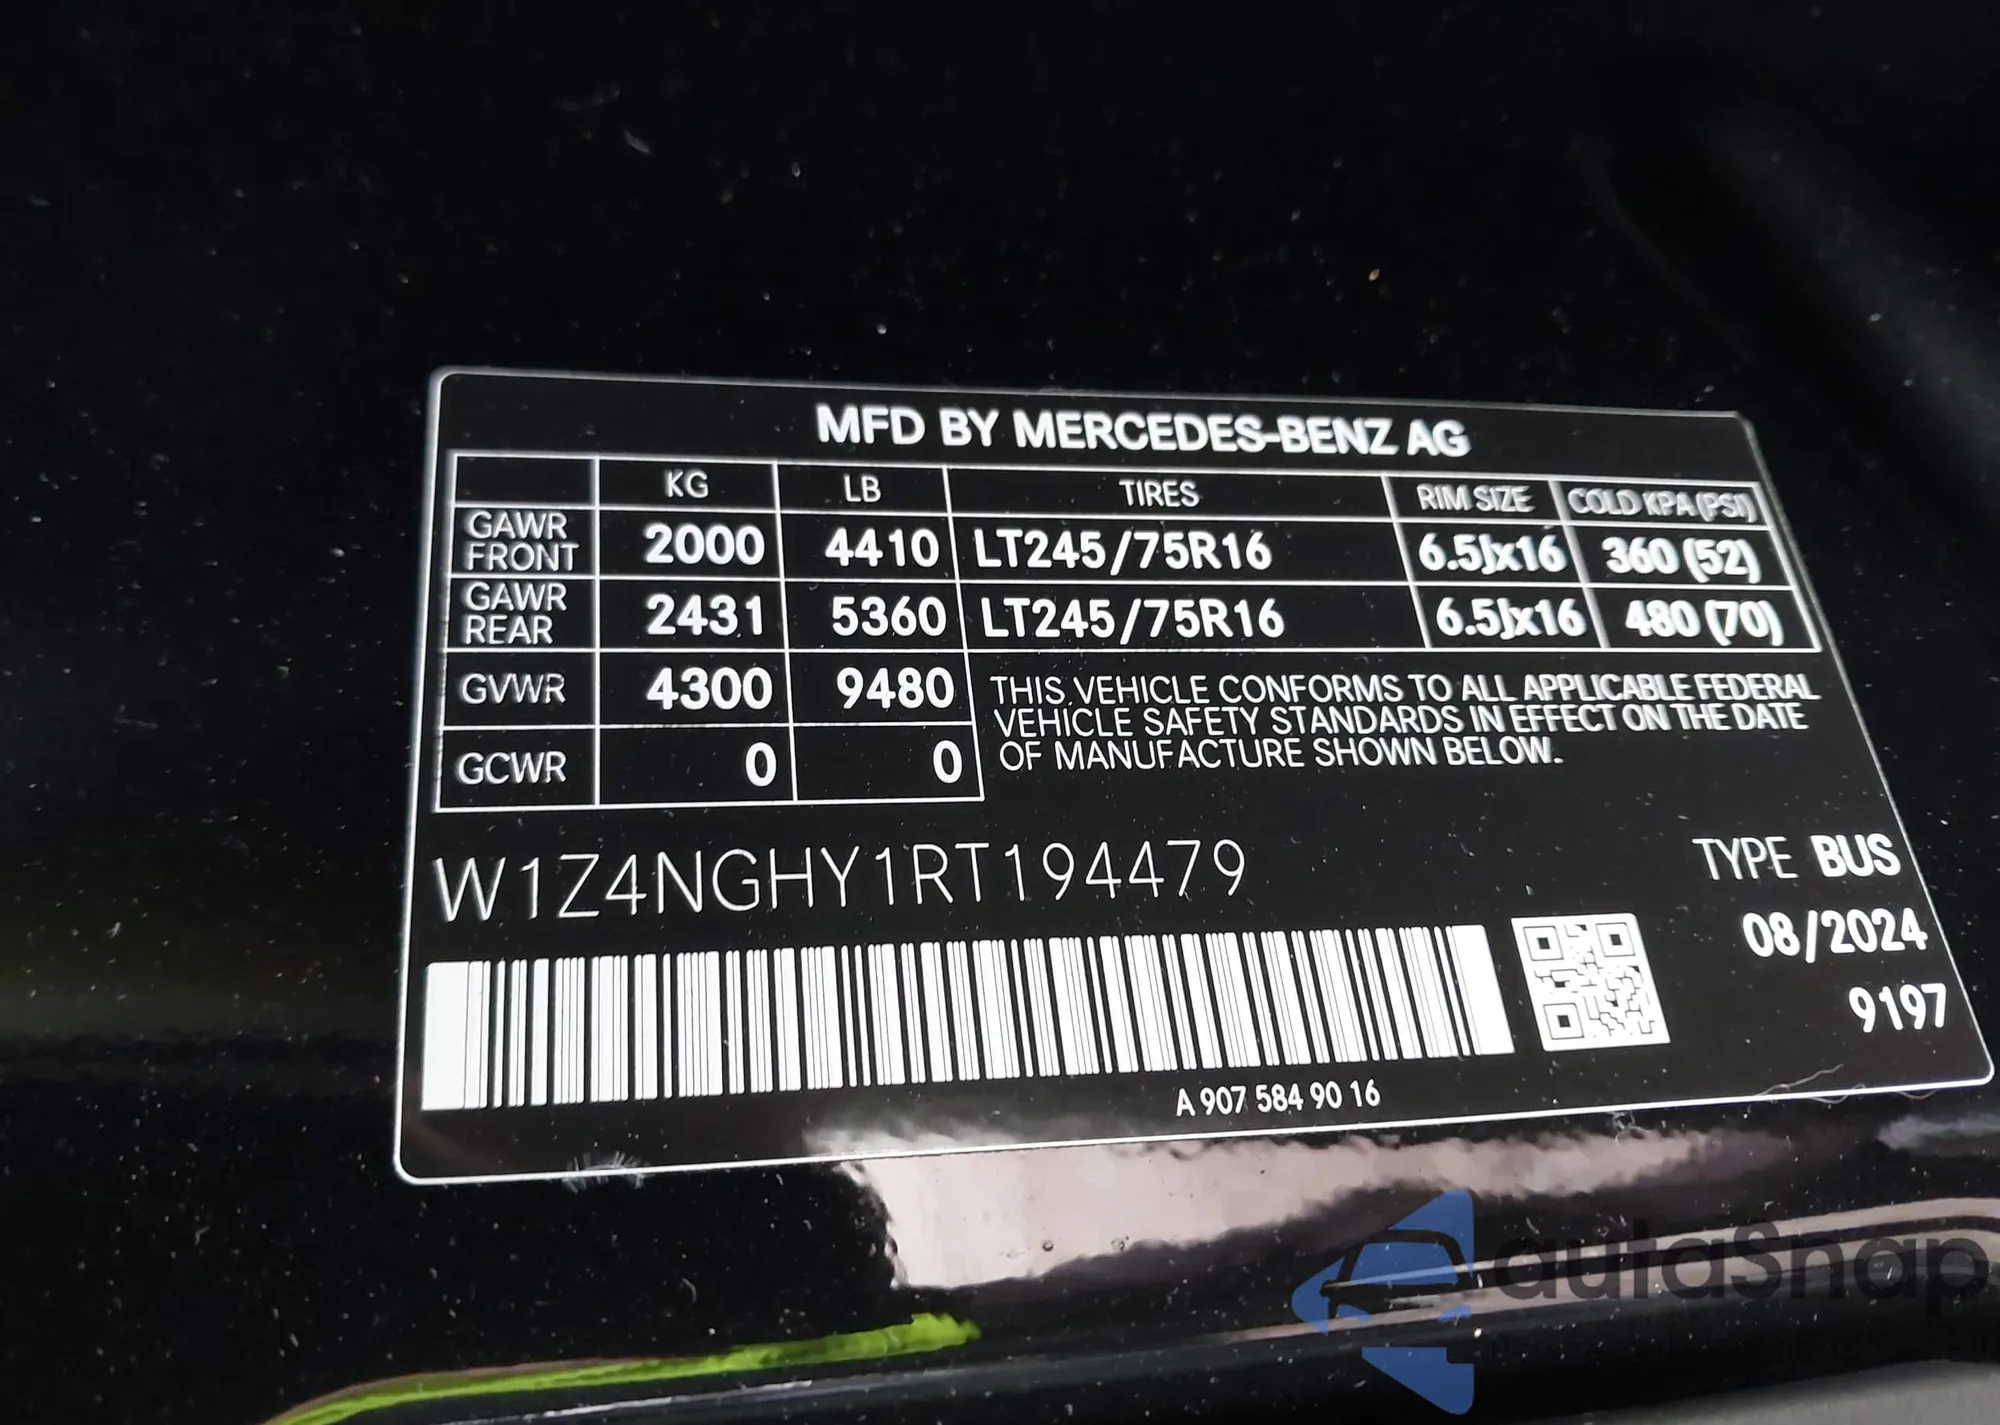 MFD BY MERCEDES-BENZ AG
KG LB TIRES RIM SIZE COLD KPA (PSI)
GAWR FRONT 2000 4410 LT245/75R16 6.5Jx16 360 (52)
GAWR REAR 2431 5360 LT245/75R16 6.5Jx16 480 (70)
GVWR 4300 9480
GCWR 0 0
THIS VEHICLE CONFORMS TO ALL APPLICABLE FEDERAL
VEHICLE SAFETY STANDARDS IN EFFECT ON THE DATE
OF MANUFACTURE SHOWN BELOW.
W1Z4NGHY1RT194479
TYPE BUS
08/2024
9197
A 907 584 90 16
autaSnap